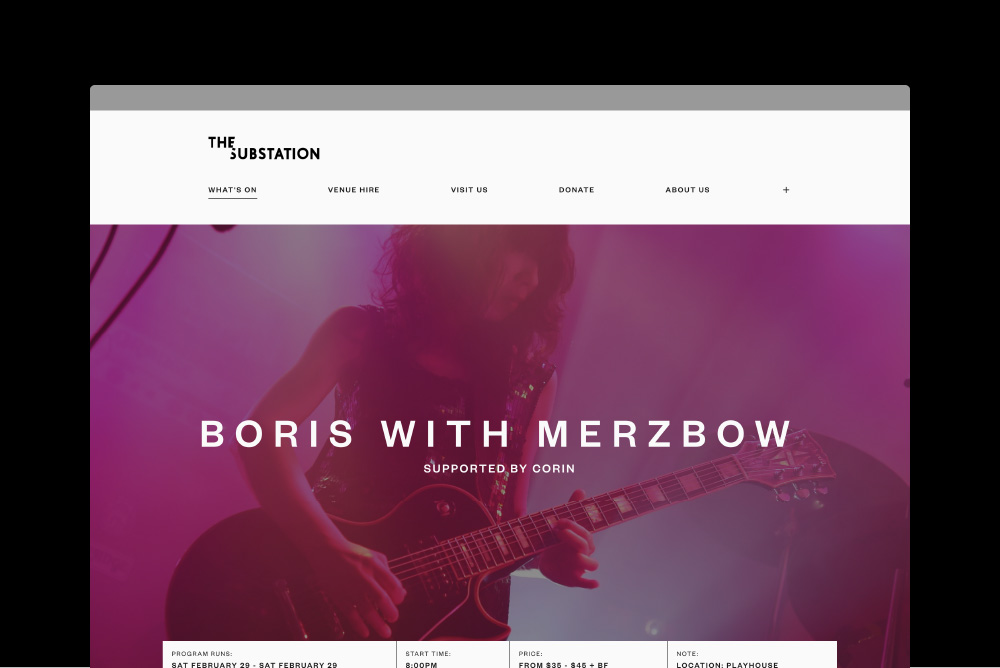 THE
SUBSTATION
WHAT'S ON VENUE HIRE VISIT US DONATE ABOUT US +
BORIS WITH MERZBOW
SUPPORTED BY CORIN
PROGRAM RUNS: START TIME: PRICE: NOTE:
SAT FEBRUARY 29 - SAT FEBRUARY 29 8:00PM FROM $35 - $45 + BF LOCATION: PLAYHOUSE